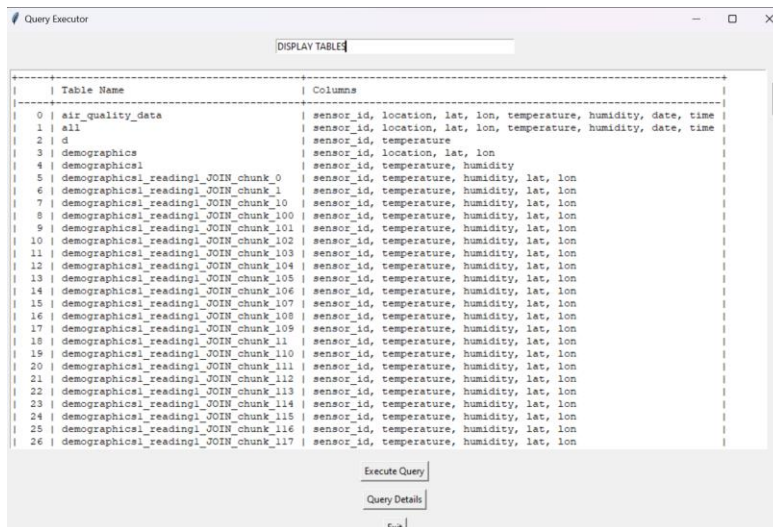 Query Executor
DISPLAY TABLES
| | Table Name | Columns |
| 0 | air_quality_data | sensor_id, location, lat, lon, temperature, humidity, date, time |
| 1 | all | sensor_id, location, lat, lon, temperature, humidity, date, time |
| 2 | d | sensor_id, temperature |
| 3 | demographics | sensor_id, location, lat, lon |
| 4 | demographics1 | sensor_id, temperature, humidity |
| 5 | demographics1_reading1_JOIN_chunk_0 | sensor_id, temperature, humidity, lat, lon |
| 6 | demographics1_reading1_JOIN_chunk_1 | sensor_id, temperature, humidity, lat, lon |
| 7 | demographics1_reading1_JOIN_chunk_10 | sensor_id, temperature, humidity, lat, lon |
| 8 | demographics1_reading1_JOIN_chunk_100 | sensor_id, temperature, humidity, lat, lon |
| 9 | demographics1_reading1_JOIN_chunk_101 | sensor_id, temperature, humidity, lat, lon |
| 10 | demographics1_reading1_JOIN_chunk_102 | sensor_id, temperature, humidity, lat, lon |
| 11 | demographics1_reading1_JOIN_chunk_103 | sensor_id, temperature, humidity, lat, lon |
| 12 | demographics1_reading1_JOIN_chunk_104 | sensor_id, temperature, humidity, lat, lon |
| 13 | demographics1_reading1_JOIN_chunk_105 | sensor_id, temperature, humidity, lat, lon |
| 14 | demographics1_reading1_JOIN_chunk_106 | sensor_id, temperature, humidity, lat, lon |
| 15 | demographics1_reading1_JOIN_chunk_107 | sensor_id, temperature, humidity, lat, lon |
| 16 | demographics1_reading1_JOIN_chunk_108 | sensor_id, temperature, humidity, lat, lon |
| 17 | demographics1_reading1_JOIN_chunk_109 | sensor_id, temperature, humidity, lat, lon |
| 18 | demographics1_reading1_JOIN_chunk_11 | sensor_id, temperature, humidity, lat, lon |
| 19 | demographics1_reading1_JOIN_chunk_110 | sensor_id, temperature, humidity, lat, lon |
| 20 | demographics1_reading1_JOIN_chunk_111 | sensor_id, temperature, humidity, lat, lon |
| 21 | demographics1_reading1_JOIN_chunk_112 | sensor_id, temperature, humidity, lat, lon |
| 22 | demographics1_reading1_JOIN_chunk_113 | sensor_id, temperature, humidity, lat, lon |
| 23 | demographics1_reading1_JOIN_chunk_114 | sensor_id, temperature, humidity, lat, lon |
| 24 | demographics1_reading1_JOIN_chunk_115 | sensor_id, temperature, humidity, lat, lon |
| 25 | demographics1_reading1_JOIN_chunk_116 | sensor_id, temperature, humidity, lat, lon |
| 26 | demographics1_reading1_JOIN_chunk_117 | sensor_id, temperature, humidity, lat, lon |
Execute Query
Query Details
Exit